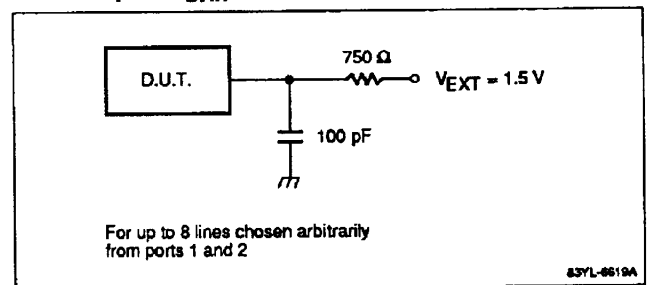 750 Ω
D.U.T.
VEXT = 1.5 V
100 pF
For up to 8 lines chosen arbitrarily
from ports 1 and 2
83YL-6619A